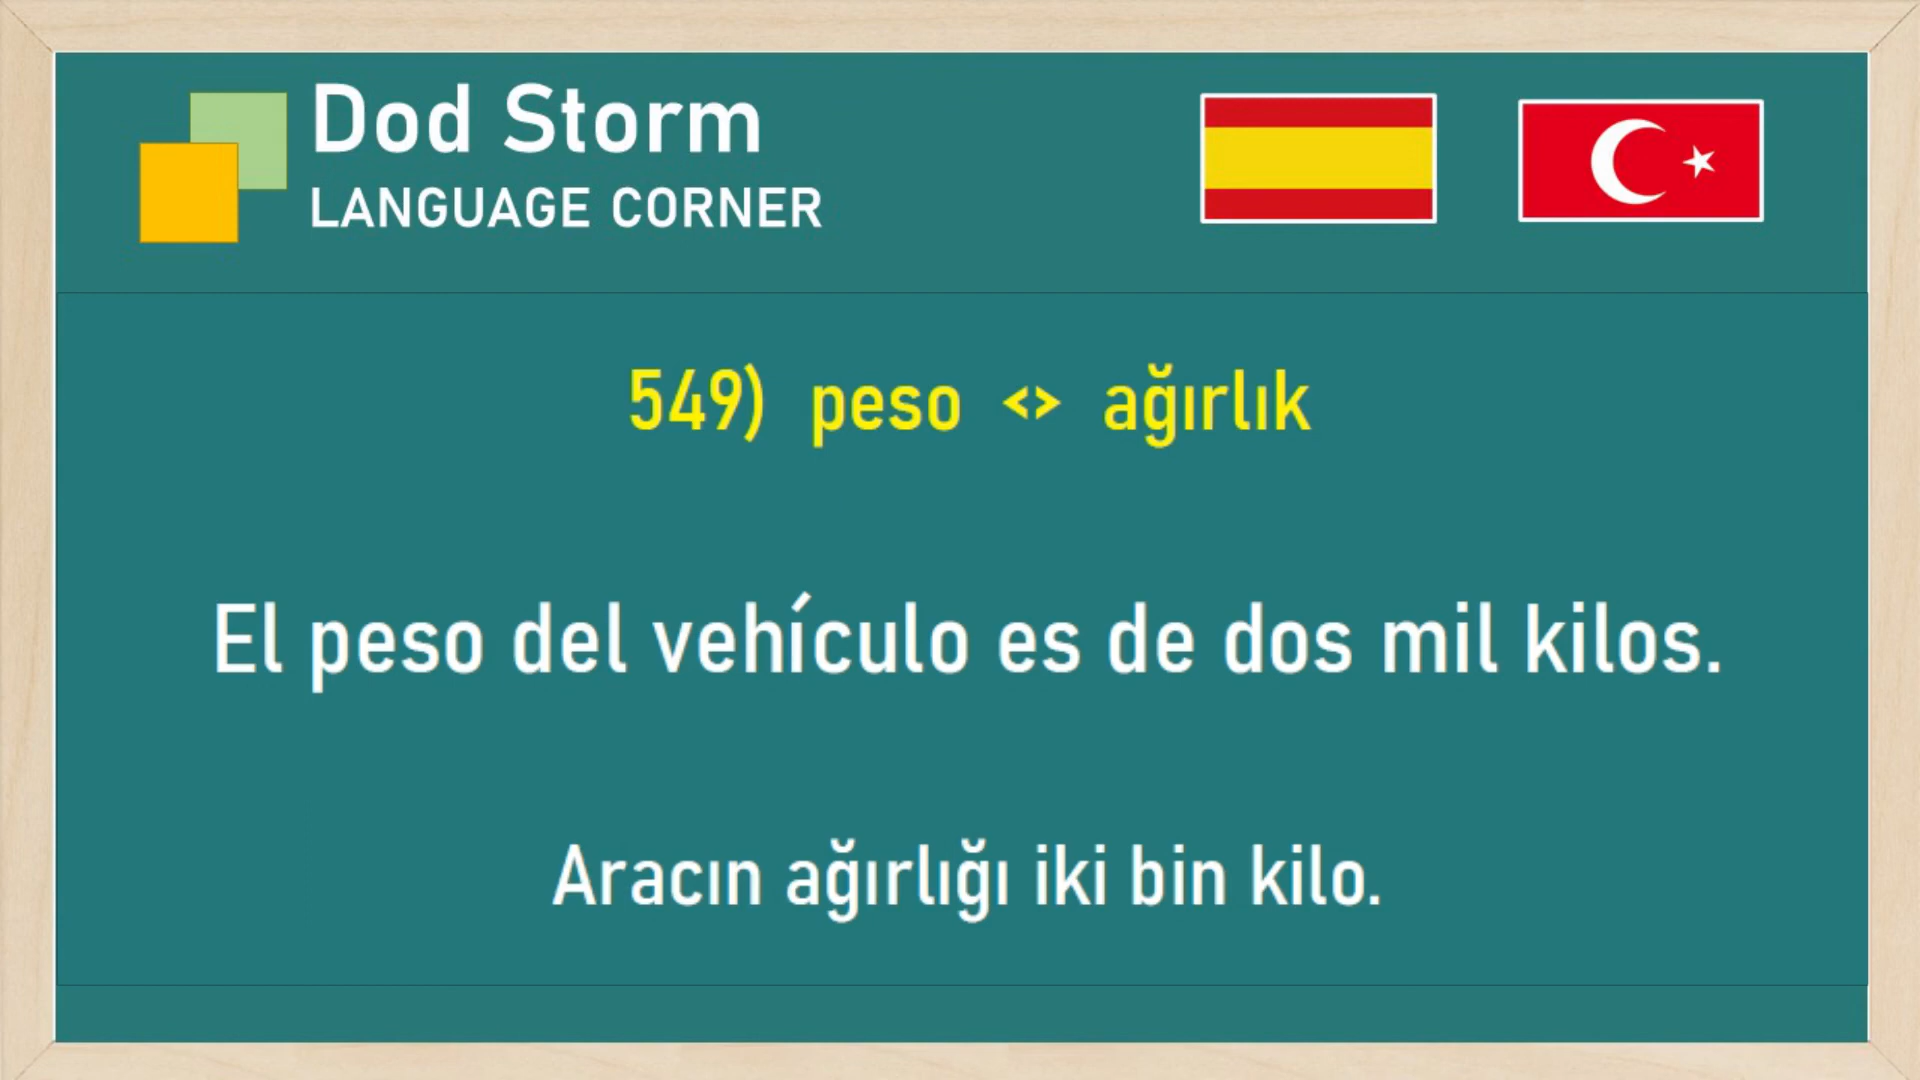 Dod Storm
LANGUAGE CORNER
549) peso <> ağırlık
El peso del vehículo es de dos mil kilos.
Aracın ağırlığı iki bin kilo.